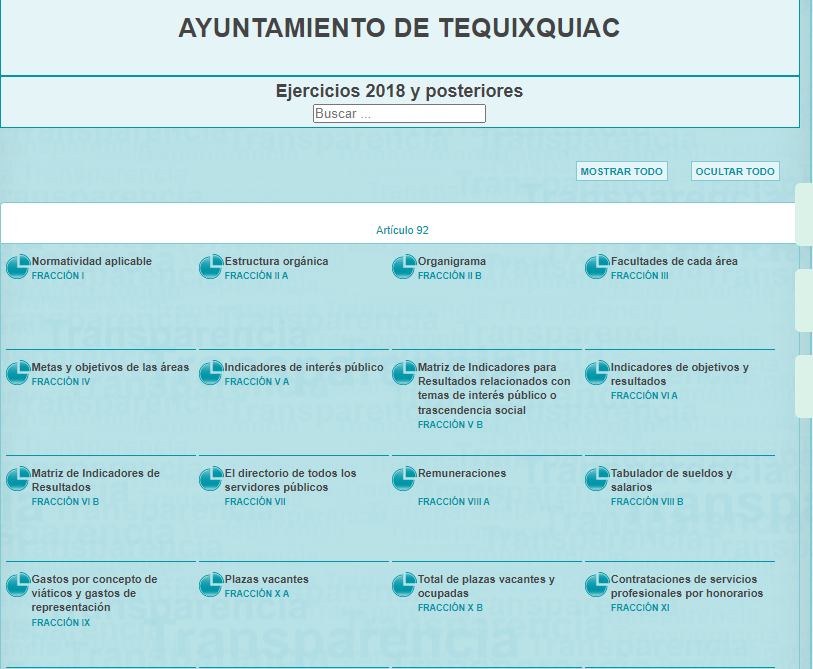 AYUNTAMIENTO DE TEQUIXQUIAC
Ejercicios 2018 y posteriores
Buscar ...
MOSTRAR TODO
OCULTAR TODO
Artículo 92
Normatividad aplicable
FRACCIÓN I
Estructura orgánica
FRACCIÓN II A
Organigrama
FRACCIÓN II B
Facultades de cada área
FRACCIÓN III
Metas y objetivos de las áreas
FRACCIÓN IV
Indicadores de interés público
FRACCIÓN V A
Matriz de Indicadores para
Resultados relacionados con
temas de interés público o
trascendencia social
FRACCIÓN V B
Indicadores de objetivos y
resultados
FRACCIÓN VI A
Matriz de Indicadores de
Resultados
FRACCIÓN VI B
El directorio de todos los
servidores públicos
FRACCIÓN VII
Remuneraciones
FRACCIÓN VIII A
Tabulador de sueldos y
salarios
FRACCIÓN VIII B
Gastos por concepto de
viáticos y gastos de
representación
FRACCIÓN IX
Plazas vacantes
FRACCIÓN X A
Total de plazas vacantes y
ocupadas
FRACCIÓN X B
Contrataciones de servicios
profesionales por honorarios
FRACCIÓN XI